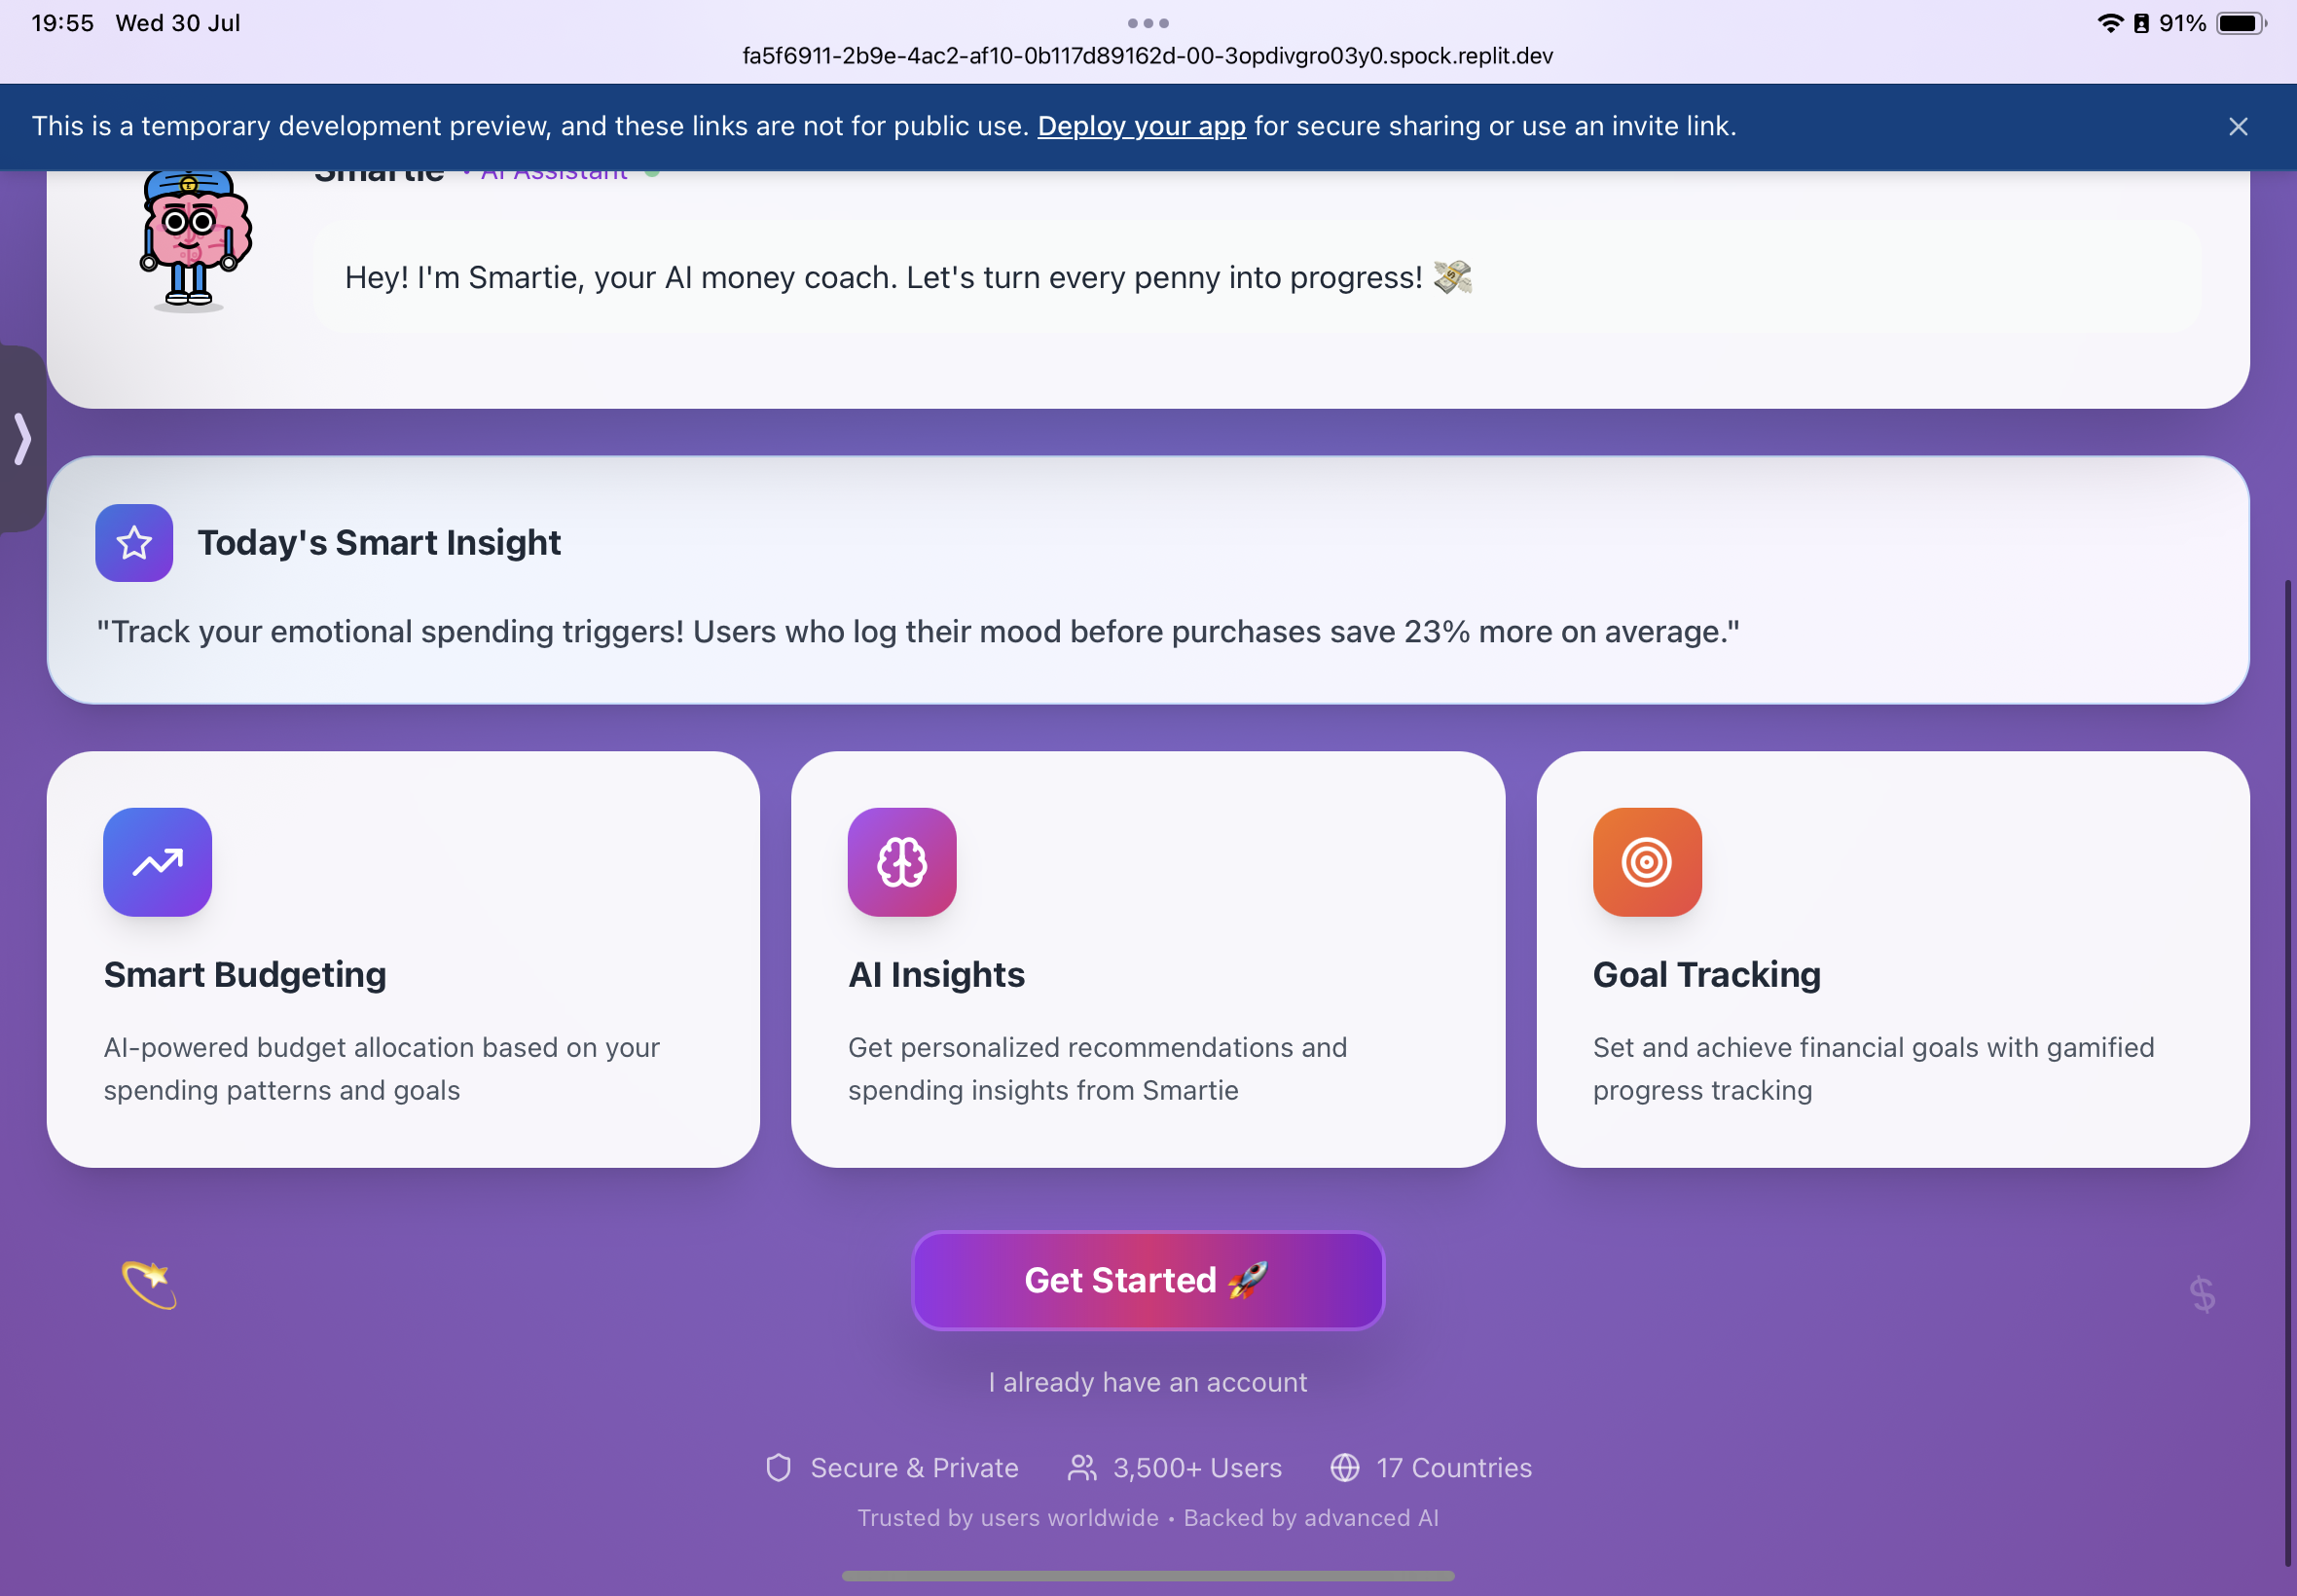 19:55 Wed 30 Jul
91%
fa5f6911-2b9e-4ac2-af10-0b117d89162d-00-3opdivgro03y0.spock.replit.dev
This is a temporary development preview, and these links are not for public use. Deploy your app for secure sharing or use an invite link.
Smartie • AI Assistant
Hey! I'm Smartie, your AI money coach. Let's turn every penny into progress! 💸
Today's Smart Insight
"Track your emotional spending triggers! Users who log their mood before purchases save 23% more on average."
Smart Budgeting
AI-powered budget allocation based on your
spending patterns and goals
AI Insights
Get personalized recommendations and
spending insights from Smartie
Goal Tracking
Set and achieve financial goals with gamified
progress tracking
Get Started 🚀
$
I already have an account
Secure & Private 3,500+ Users 17 Countries
Trusted by users worldwide • Backed by advanced AI